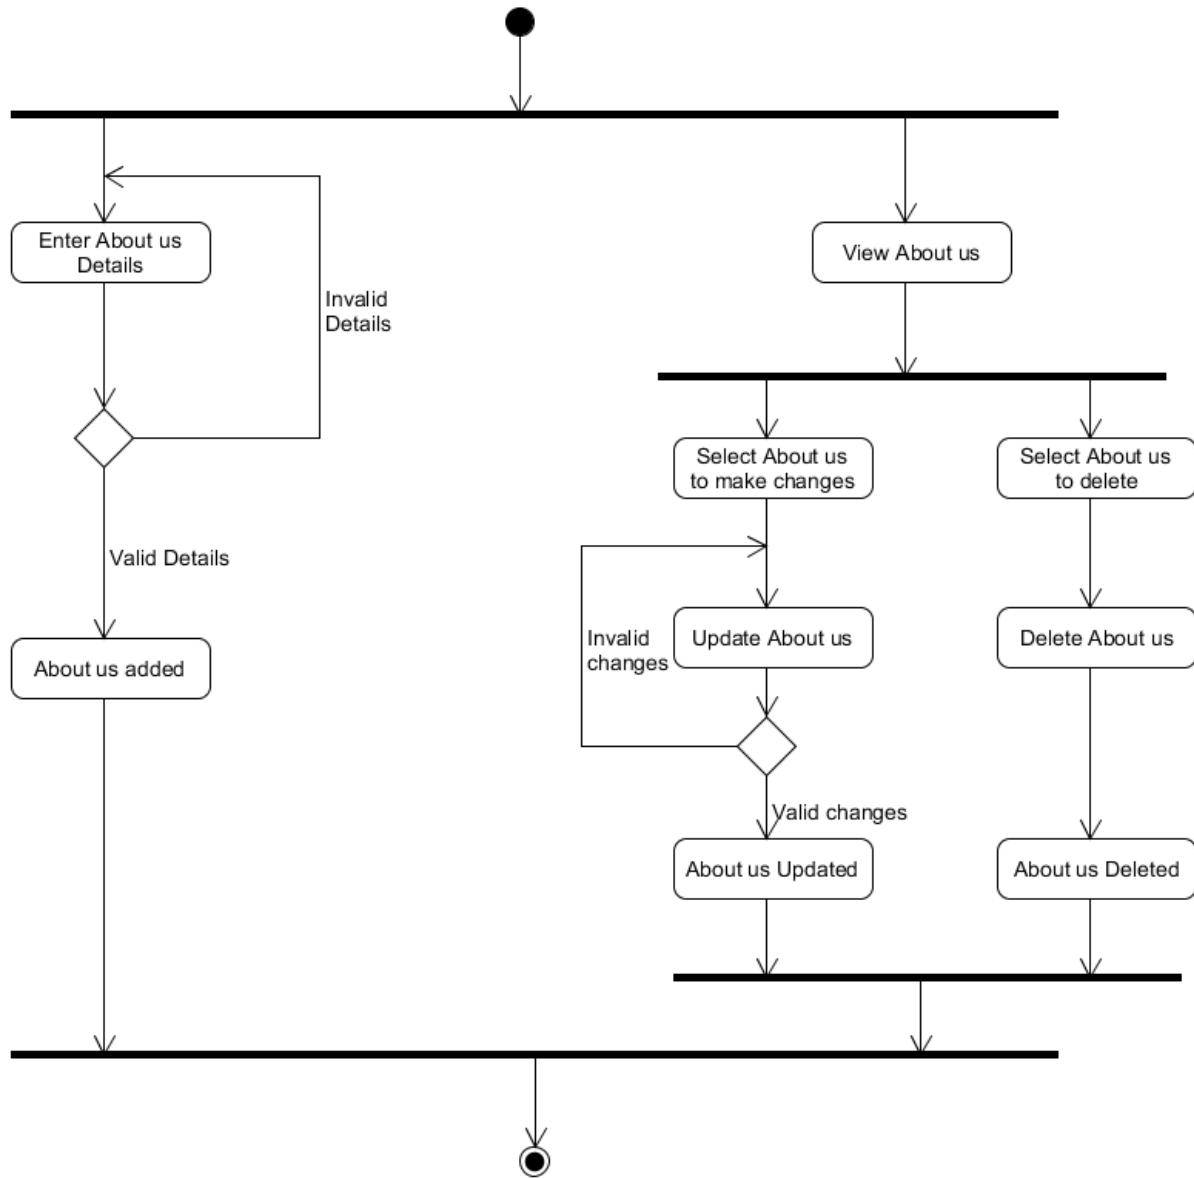 Enter About us
Details
View About us
Invalid
Details
Select About us
to make changes
Select About us
to delete
Valid Details
Invalid
changes
Update About us
Delete About us
About us added
Valid changes
About us Updated
About us Deleted